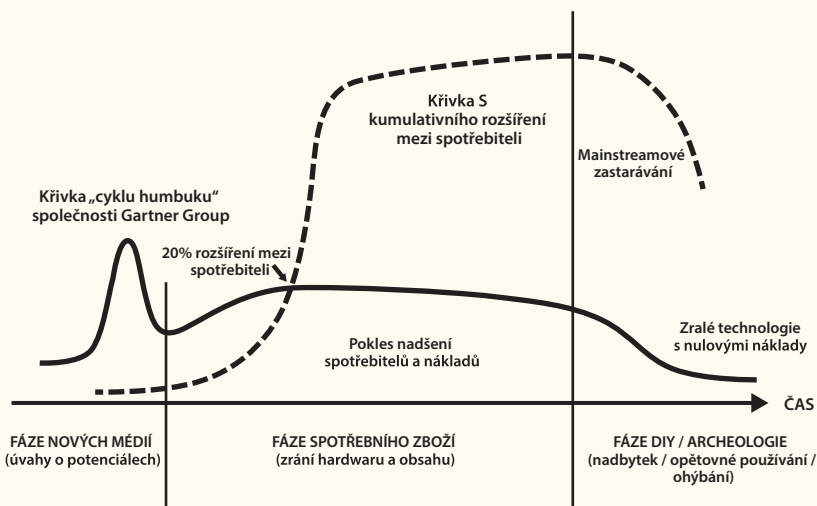 Křivka S
kumulativního rozšíření
mezi spotřebiteli
Mainstreamové
zastarávání
Křivka „cyklu humbuku“
společnosti Gartner Group
20% rozšíření mezi
spotřebiteli
Pokles nadšení
spotřebitelů a nákladů
Zralé technologie
s nulovými náklady
ČAS
FÁZE NOVÝCH MÉDIÍ
(úvahy o potenciálech)
FÁZE SPOTŘEBNÍHO ZBOŽÍ
(zrání hardwaru a obsahu)
FÁZE DIY / ARCHEOLOGIE
(nadbytek / opětovné používání /
ohýbání)